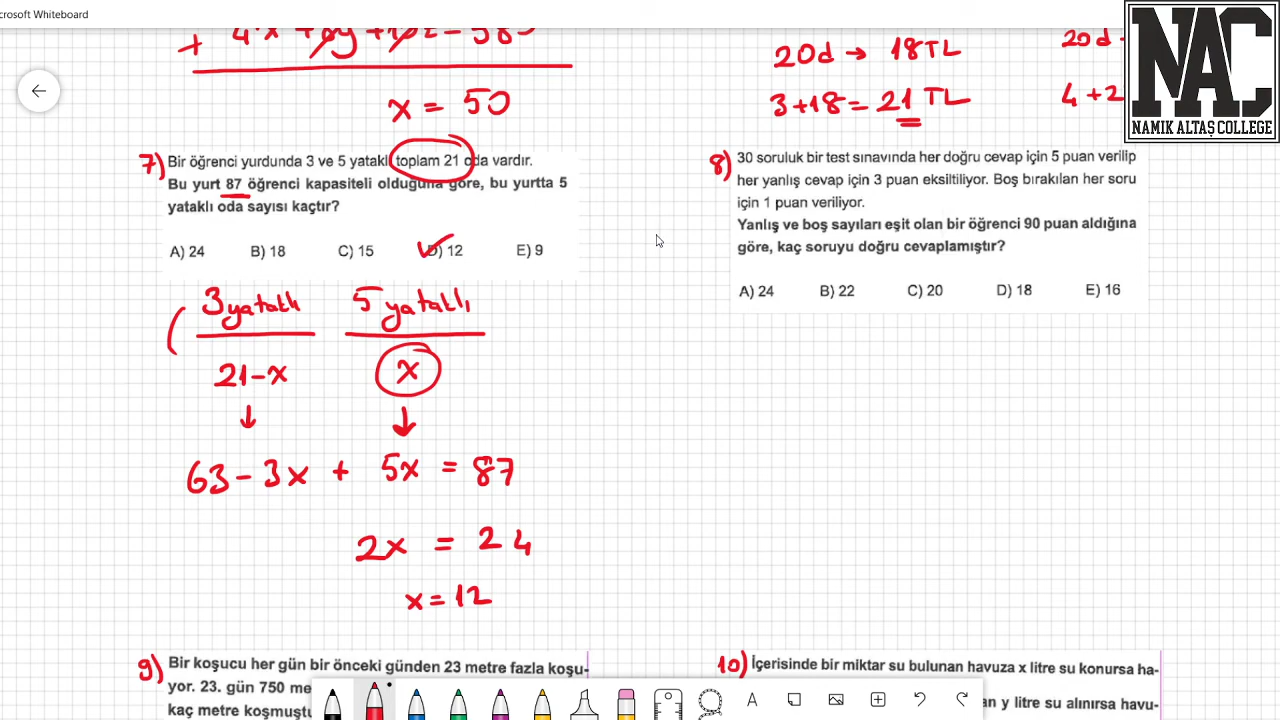 crosoft Whiteboard
x = 50
7) Bir öğrenci yurdunda 3 ve 5 yataklı toplam 21 oda vardır.
Bu yurt 87 öğrenci kapasiteli olduğuna göre, bu yurtta 5
yataklı oda sayısı kaçtır?
A) 24 B) 18 C) 15 D) 12 E) 9
3 yataklı 5 yataklı
21-x x
63-3x + 5x = 87
2x = 24
x = 12
9) Bir koşucu her gün bir önceki günden 23 metre fazla koşu-
yor. 23. gün 750 me
kaç metre koşmuştu
20d → 18TL 20d
3+18=21 TL 4+2
NAC
NAMIK ALTAŞ COLLEGE
8) 30 soruluk bir test sınavında her doğru cevap için 5 puan verilip
her yanlış cevap için 3 puan eksiltiliyor. Boş bırakılan her soru
için 1 puan veriliyor.
Yanlış ve boş sayıları eşit olan bir öğrenci 90 puan aldığına
göre, kaç soruyu doğru cevaplamıştır?
A) 24 B) 22 C) 20 D) 18 E) 16
10) İçerisinde bir miktar su bulunan havuza x litre su konursa ha-
an y litre su alınırsa havu-